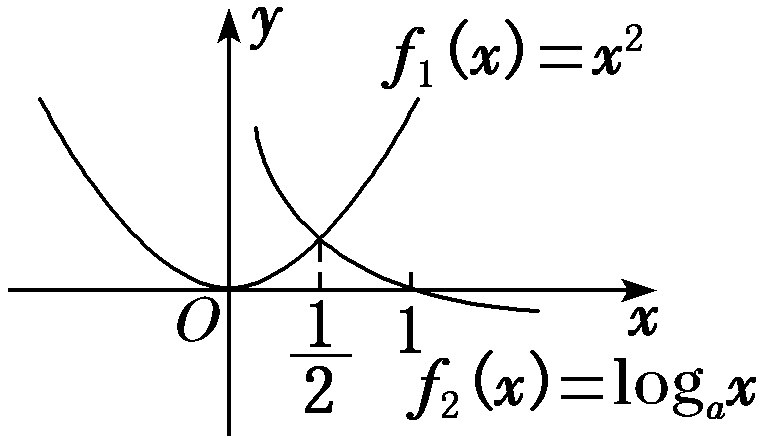 y
f₁(x)=x²
O
1/2
1
x
f₂(x)=logₐx